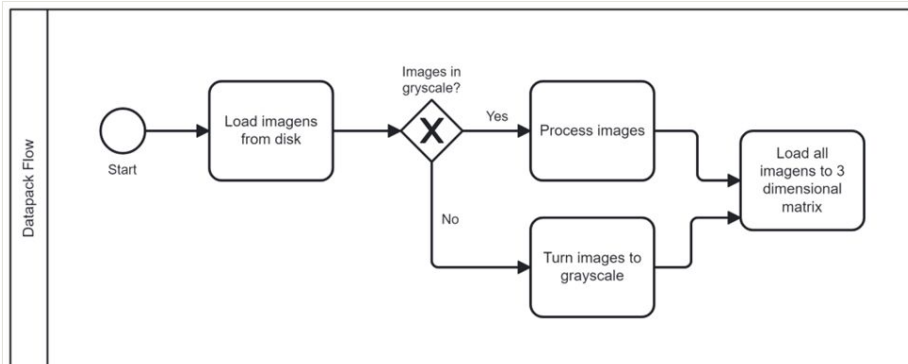 Datapack Flow
Start
Load imagens
from disk
Images in
gryscale?
Yes
No
Process images
Turn images to
grayscale
Load all
imagens to 3
dimensional
matrix